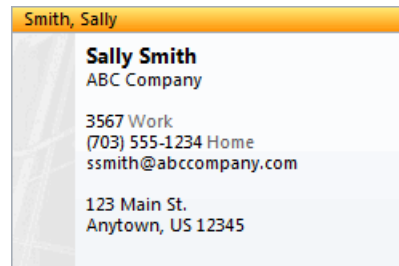 Smith, Sally
Sally Smith
ABC Company
3567 Work
(703) 555-1234 Home
ssmith@abccompany.com
123 Main St.
Anytown, US 12345